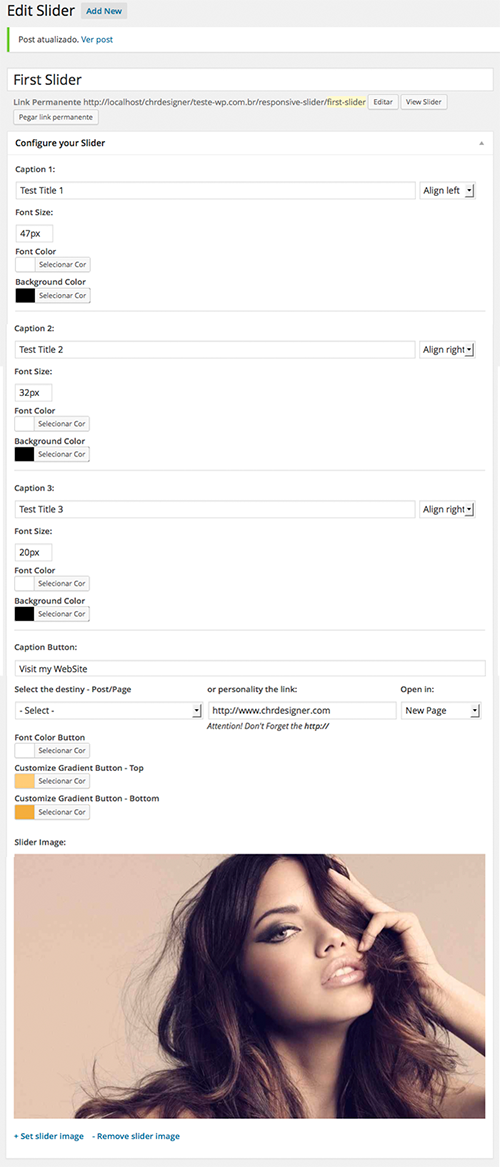 Edit Slider Add New
Post atualizado. Ver post
First Slider
Link Permanente http://localhost/chrdesigner/teste-wp.com.br/responsive-slider/first-slider Editar View Slider
Pegar link permanente
Configure your Slider
Caption 1:
Test Title 1 Align left
Font Size:
47px
Font Color
Selecionar Cor
Background Color
Selecionar Cor
Caption 2:
Test Title 2 Align right
Font Size:
32px
Font Color
Selecionar Cor
Background Color
Selecionar Cor
Caption 3:
Test Title 3 Align right
Font Size:
20px
Font Color
Selecionar Cor
Background Color
Selecionar Cor
Caption Button:
Visit my WebSite
Select the destiny - Post/Page or personality the link: Open in:
- Select - http://www.chrdesigner.com New Page
Attention! Don't Forget the http://
Font Color Button
Selecionar Cor
Customize Gradient Button - Top
Selecionar Cor
Customize Gradient Button - Bottom
Selecionar Cor
Slider Image:
+ Set slider image - Remove slider image